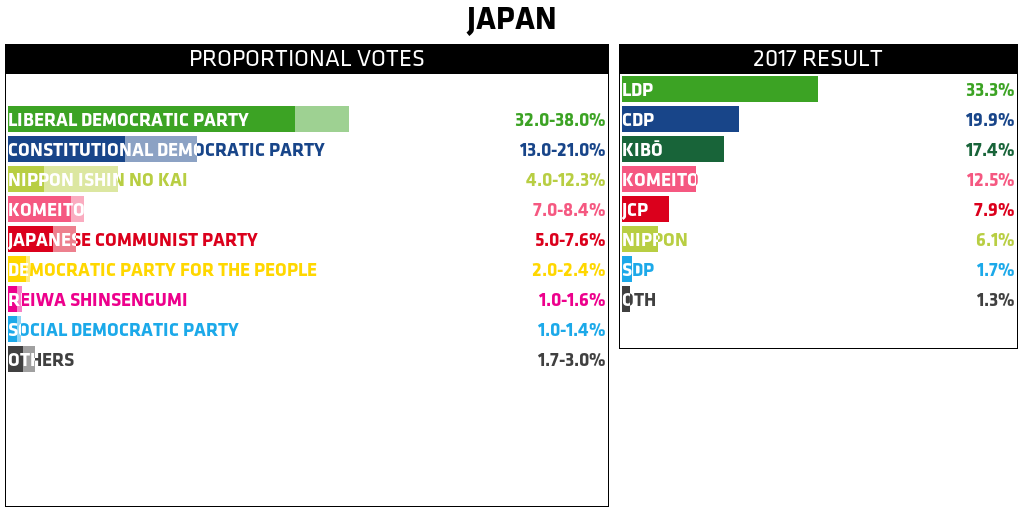 JAPAN
PROPORTIONAL VOTES
LIBERAL DEMOCRATIC PARTY 32.0-38.0%
CONSTITUTIONAL DEMOCRATIC PARTY 13.0-21.0%
NIPPON ISHIN NO KAI 4.0-12.3%
KOMEITO 7.0-8.4%
JAPANESE COMMUNIST PARTY 5.0-7.6%
DEMOCRATIC PARTY FOR THE PEOPLE 2.0-2.4%
REIWA SHINSENGUMI 1.0-1.6%
SOCIAL DEMOCRATIC PARTY 1.0-1.4%
OTHERS 1.7-3.0%
2017 RESULT
LDP 33.3%
CDP 19.9%
KIBŌ 17.4%
KOMEITO 12.5%
JCP 7.9%
NIPPON 6.1%
SDP 1.7%
OTH 1.3%